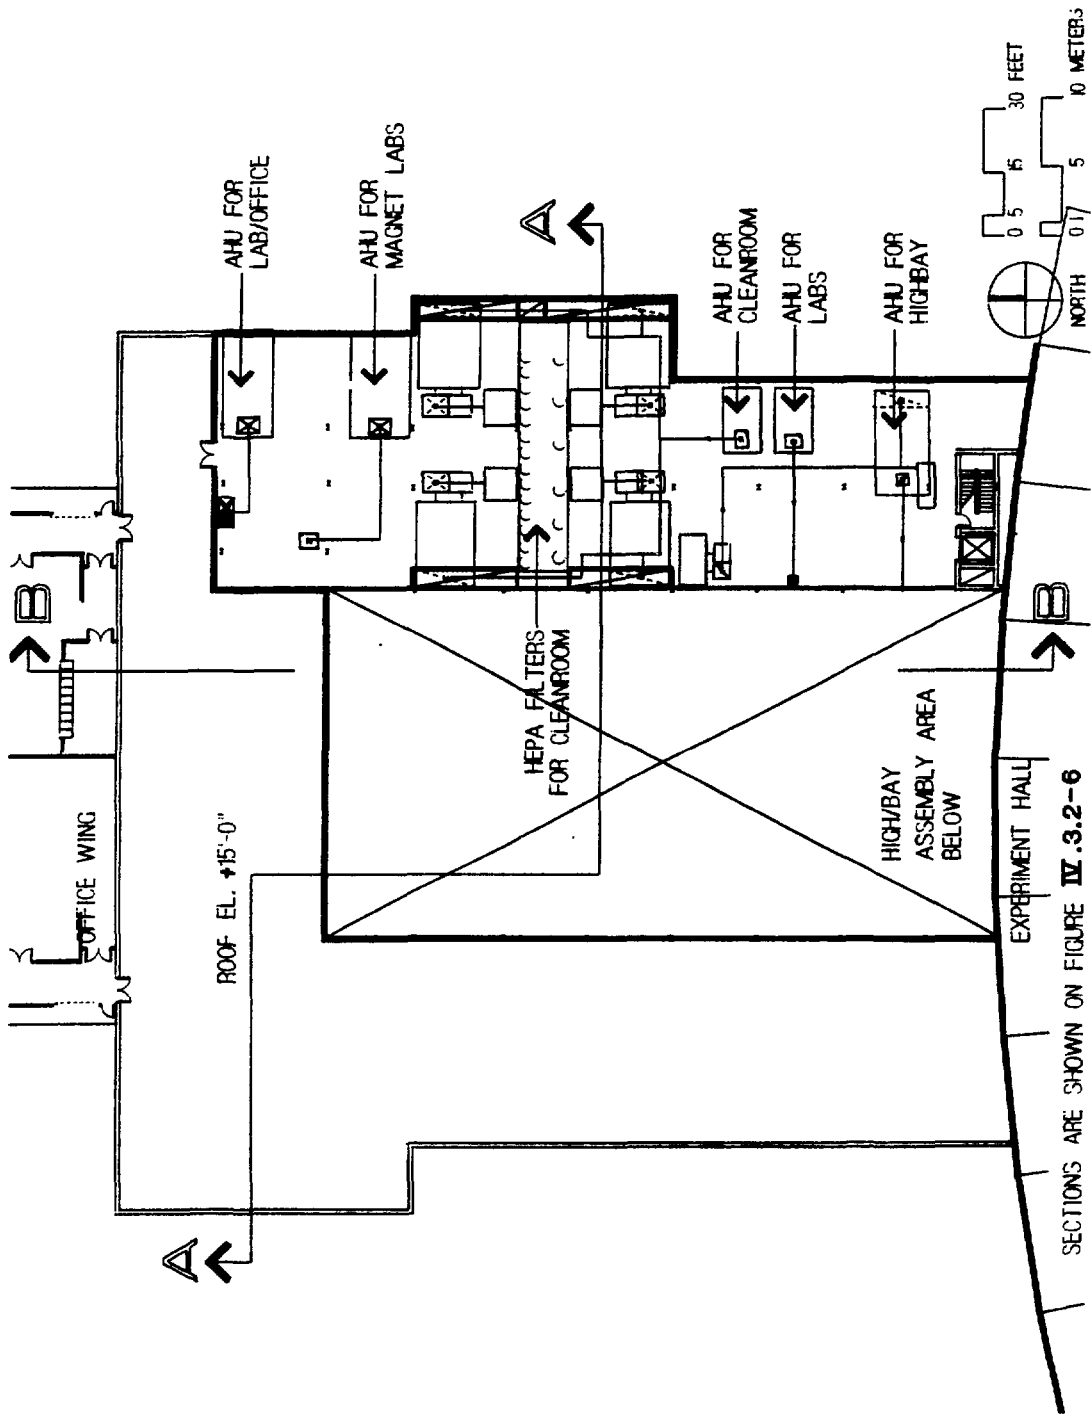 OFFICE WING
ROOF EL. +15'-0"
B
A
AHU FOR
LAB/OFFICE
AHU FOR
MAGNET LABS
A
HEPA FILTERS
FOR CLEANROOM
AHU FOR
CLEANROOM
AHU FOR
LABS
AHU FOR
HIGHBAY
HIGH/BAY
ASSEMBLY AREA
BELOW
B
EXPERIMENT HALL
NORTH
0 5 15 30 FEET
0 1 5 10 METERS
SECTIONS ARE SHOWN ON FIGURE IV.3.2-6